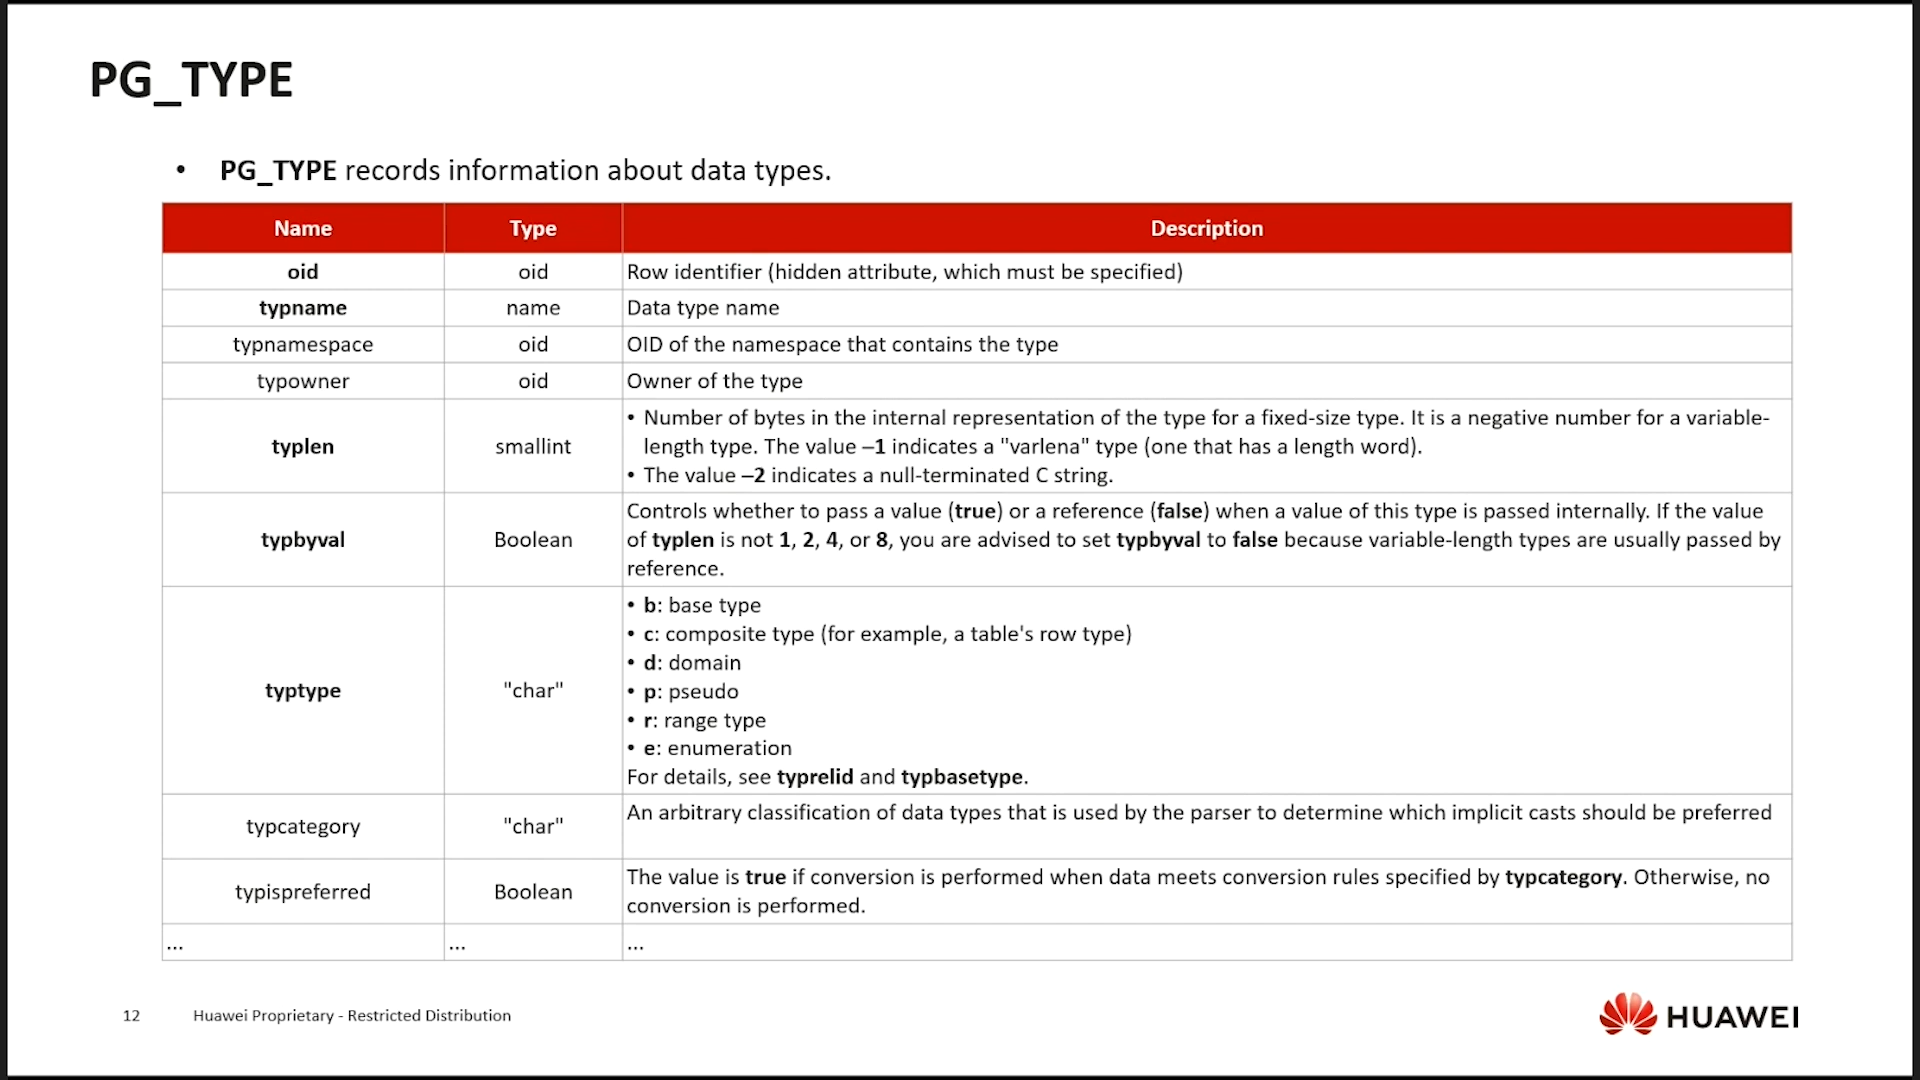 PG_TYPE
• PG_TYPE records information about data types.
Name Type Description
oid oid Row identifier (hidden attribute, which must be specified)
typname name Data type name
typnamespace oid OID of the namespace that contains the type
typowner oid Owner of the type
typlen smallint • Number of bytes in the internal representation of the type for a fixed-size type. It is a negative number for a variable-
length type. The value –1 indicates a "varlena" type (one that has a length word).
• The value –2 indicates a null-terminated C string.
typbyval Boolean Controls whether to pass a value (true) or a reference (false) when a value of this type is passed internally. If the value
of typlen is not 1, 2, 4, or 8, you are advised to set typbyval to false because variable-length types are usually passed by
reference.
typtype "char" • b: base type
• c: composite type (for example, a table's row type)
• d: domain
• p: pseudo
• r: range type
• e: enumeration
For details, see typrelid and typbasetype.
typcategory "char" An arbitrary classification of data types that is used by the parser to determine which implicit casts should be preferred
typispreferred Boolean The value is true if conversion is performed when data meets conversion rules specified by typcategory. Otherwise, no
conversion is performed.
... ... ...
12 Huawei Proprietary - Restricted Distribution
HUAWEI